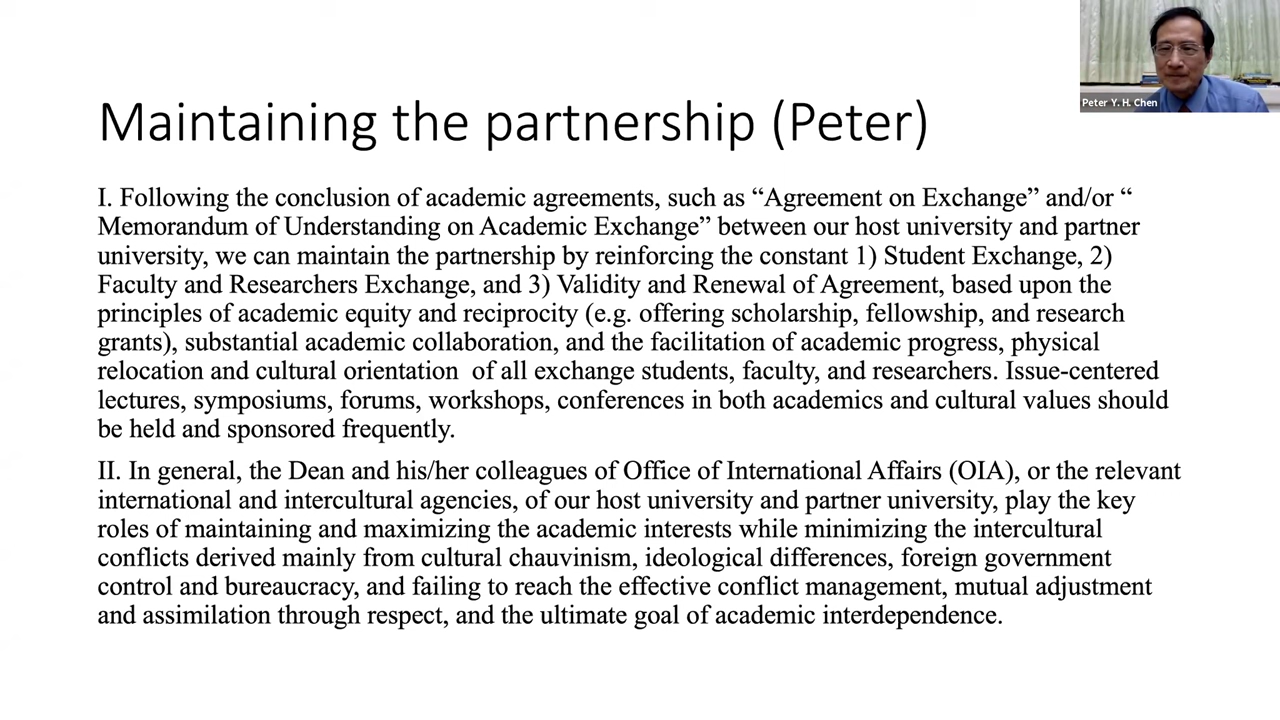 Peter Y. H. Chen
Maintaining the partnership (Peter)
I. Following the conclusion of academic agreements, such as “Agreement on Exchange” and/or “
Memorandum of Understanding on Academic Exchange” between our host university and partner
university, we can maintain the partnership by reinforcing the constant 1) Student Exchange, 2)
Faculty and Researchers Exchange, and 3) Validity and Renewal of Agreement, based upon the
principles of academic equity and reciprocity (e.g. offering scholarship, fellowship, and research
grants), substantial academic collaboration, and the facilitation of academic progress, physical
relocation and cultural orientation  of all exchange students, faculty, and researchers. Issue-centered
lectures, symposiums, forums, workshops, conferences in both academics and cultural values should
be held and sponsored frequently.
II. In general, the Dean and his/her colleagues of Office of International Affairs (OIA), or the relevant
international and intercultural agencies, of our host university and partner university, play the key
roles of maintaining and maximizing the academic interests while minimizing the intercultural
conflicts derived mainly from cultural chauvinism, ideological differences, foreign government
control and bureaucracy, and failing to reach the effective conflict management, mutual adjustment
and assimilation through respect, and the ultimate goal of academic interdependence.